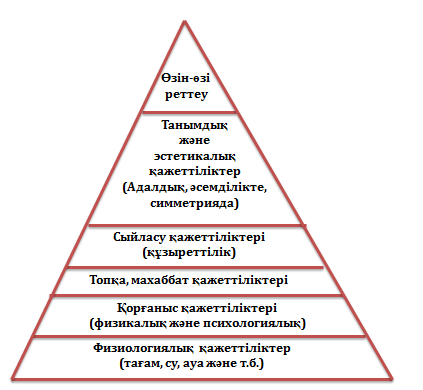 Өзін-өзі
реттеу
Танымдық
және
эстетикалық
қажеттіліктер
(Адалдық, әсемділікте,
симметрияда)
Сыйласу қажеттіліктері
(құзыреттілік)
Топқа, махаббат қажеттіліктері
Қорғаныс қажеттіліктері
(физикалық және психологиялық)
Физиологиялық қажеттіліктер
(тағам, су, ауа және т.б.)